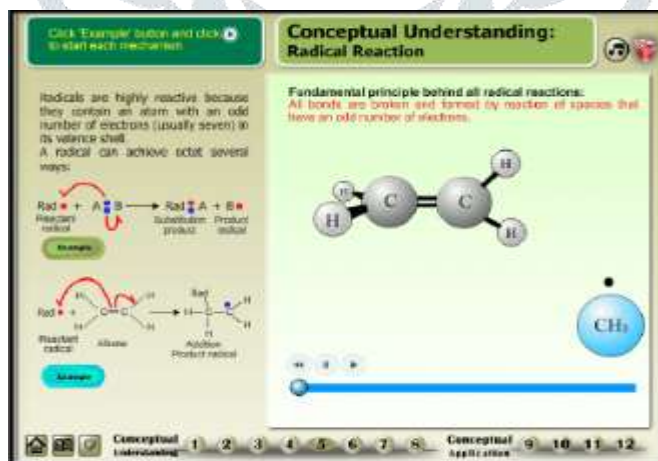 Click 'Example' button and click
to start each mechanism
Conceptual Understanding:
Radical Reaction
Radicals are highly reactive because
they contain an atom with an odd
number of electrons (usually seven) in
its valence shell.
A radical can achieve octet several
ways:
Rad + A B Rad A + B
Reactant radical
Substitution product
Product radical
Example
Rad + H H C=C H H
Rad H H-C-C H H
Reactant radical
Alkene
Addition
Product radical
Example
Fundamental principle behind all radical reactions:
All bonds are broken and formed by reaction of species that
have an odd number of electrons.
H
H
C
C
H
H
CH3
Conceptual
Understanding
1 2 3 4 5 6 7 8
Conceptual
Application
9 10 11 12